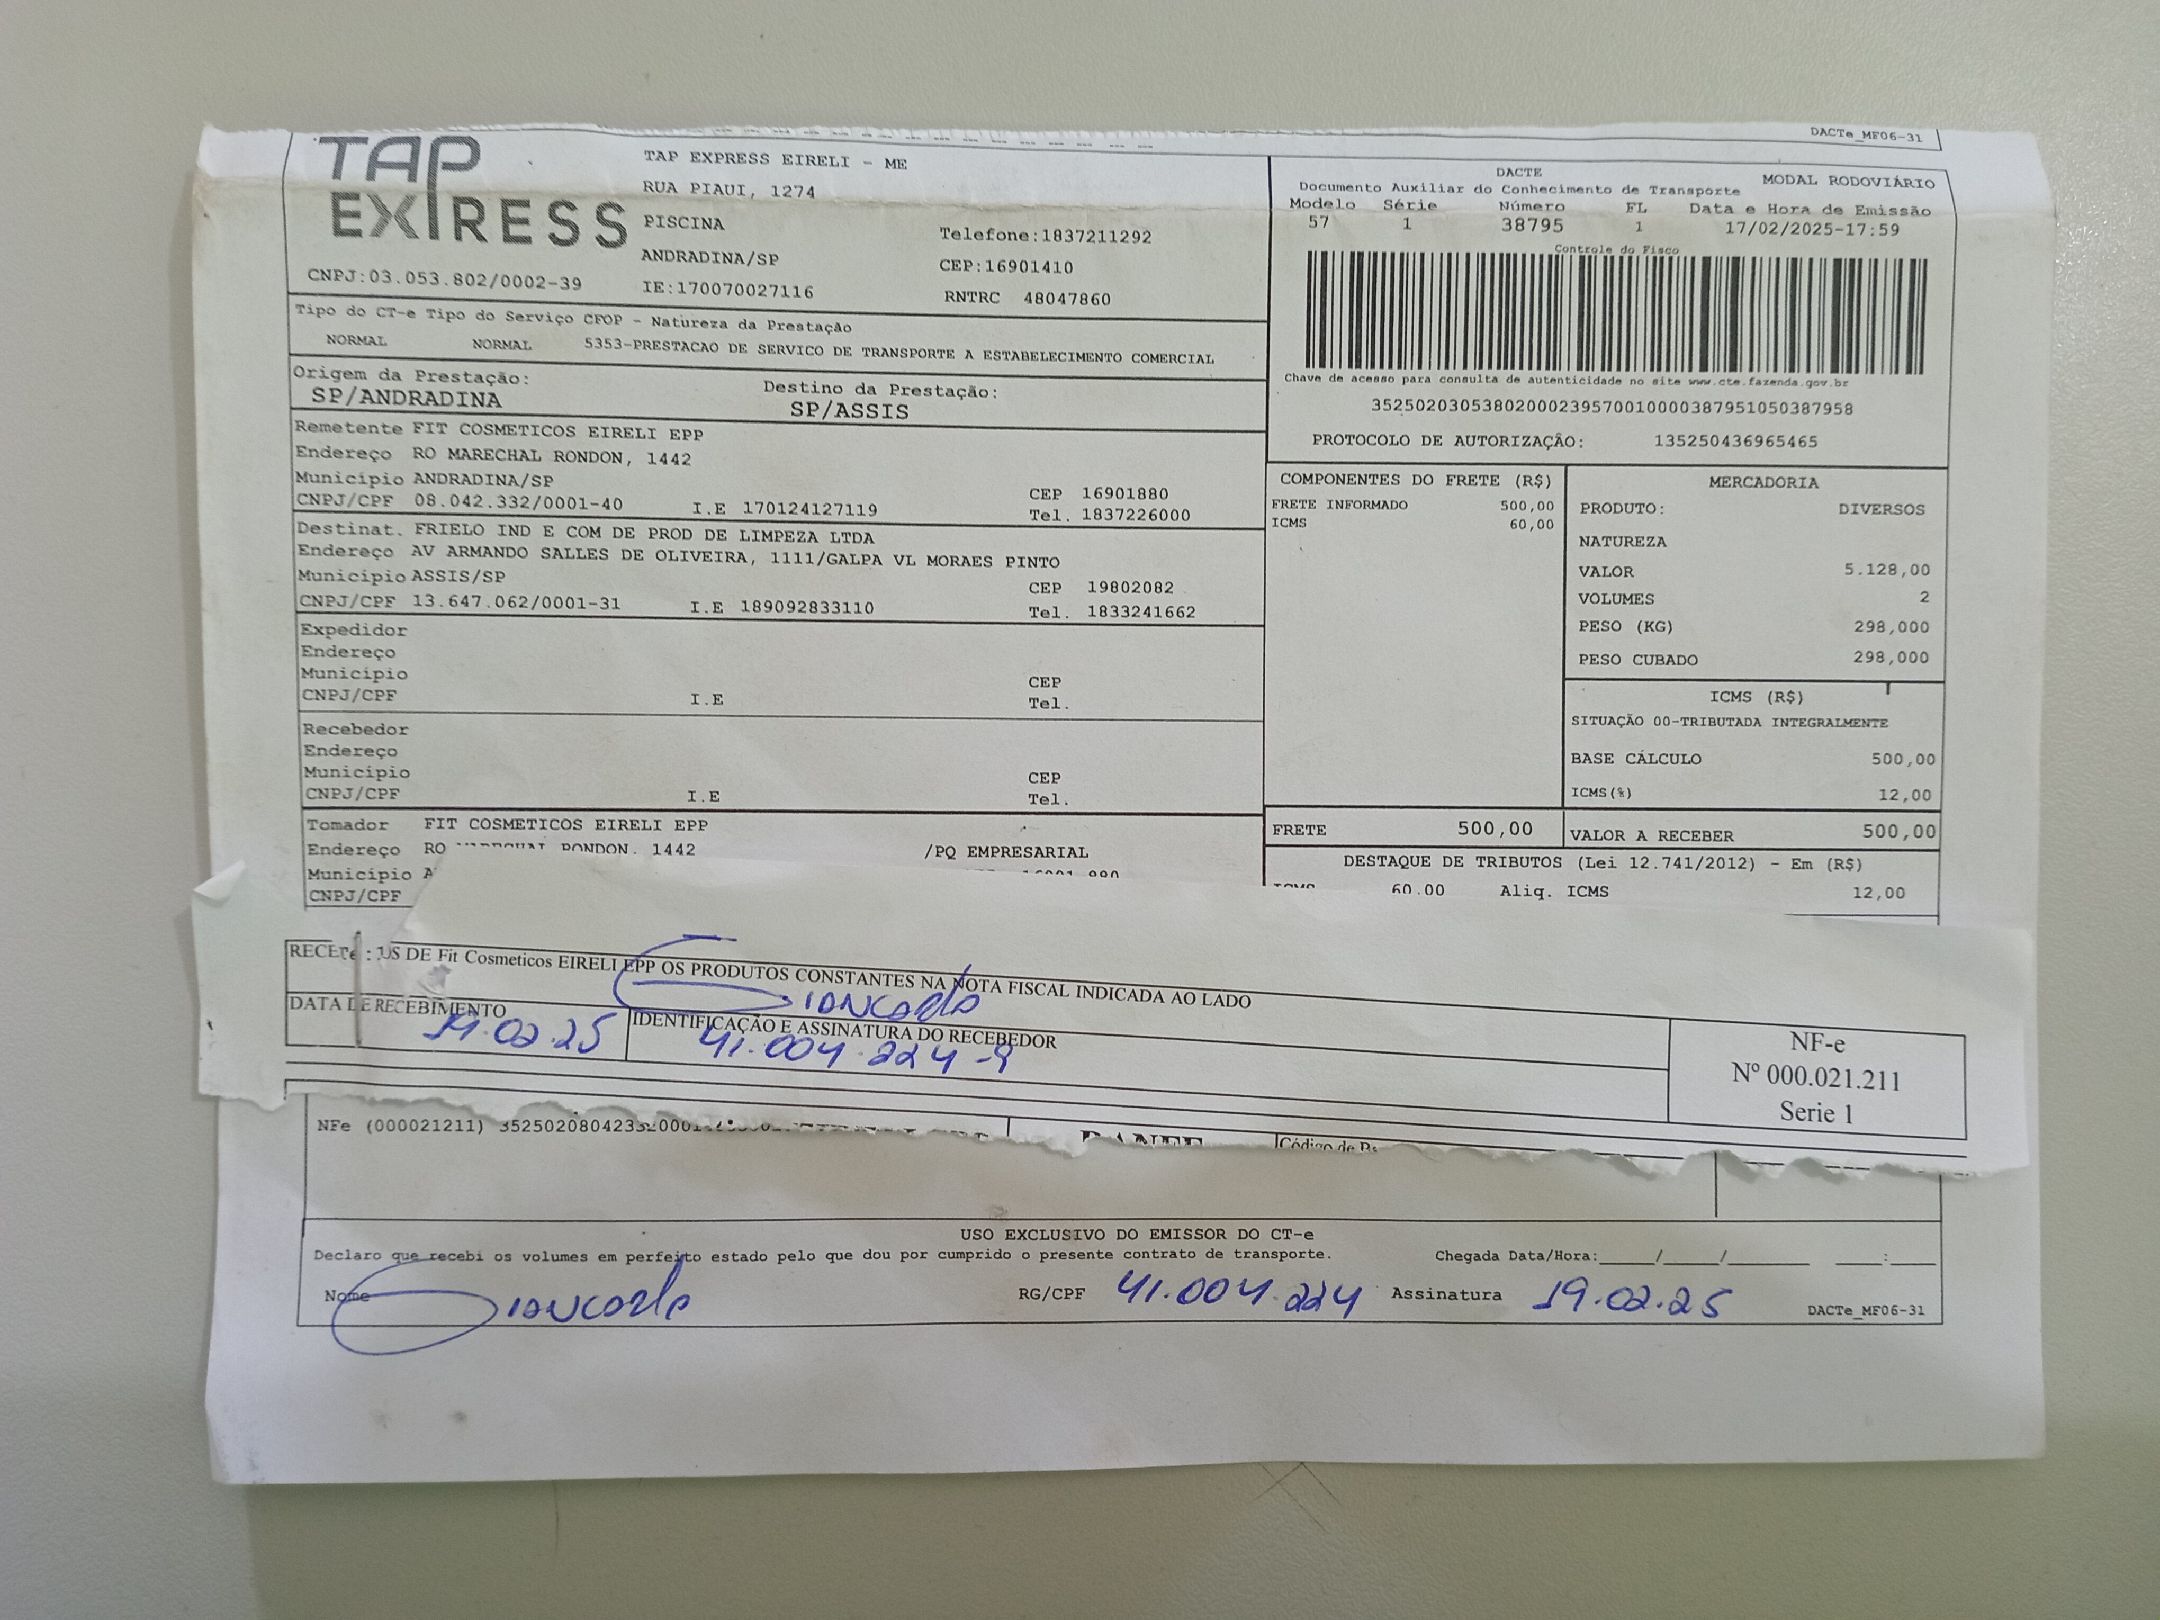 DACTe_MF06-31
TAP
EXPRESS
TAP EXPRESS EIRELI - ME
RUA PIAUI, 1274
PISCINA
Telefone:1837211292
ANDRADINA/SP
CEP:16901410
CNPJ:03.053.802/0002-39
IE:170070027116
RNTRC 48047860
DACTE
Documento Auxiliar do Conhecimento de Transporte
MODAL RODOVIÁRIO
Modelo Série Número FL Data e Hora de Emissão
57 1 38795 1 17/02/2025-17:59
Controle do Fisco
Chave de acesso para consulta de autenticidade no site www.cte.fazenda.gov.br
35250203053802000239570010000387951050387958
PROTOCOLO DE AUTORIZAÇÃO: 135250436965465
Tipo do CT-e Tipo do Serviço CFOP - Natureza da Prestação
NORMAL NORMAL 5353-PRESTACAO DE SERVICO DE TRANSPORTE A ESTABELECIMENTO COMERCIAL
Origem da Prestação: Destino da Prestação:
SP/ANDRADINA SP/ASSIS
Remetente FIT COSMETICOS EIRELI EPP
Endereço RO MARECHAL RONDON, 1442
Município ANDRADINA/SP CEP 16901880
CNPJ/CPF 08.042.332/0001-40 I.E 170124127119 Tel. 1837226000
Destinat. FRIELO IND E COM DE PROD DE LIMPEZA LTDA
Endereço AV ARMANDO SALLES DE OLIVEIRA, 1111/GALPA VL MORAES PINTO
Município ASSIS/SP CEP 19802082
CNPJ/CPF 13.647.062/0001-31 I.E 189092833110 Tel. 1833241662
Expedidor
Endereço
Município CEP
CNPJ/CPF I.E Tel.
Recebedor
Endereço
Município CEP
CNPJ/CPF I.E Tel.
Tomador FIT COSMETICOS EIRELI EPP
Endereço RO RONDON, 1442 /PQ EMPRESARIAL
Município
CNPJ/CPF
COMPONENTES DO FRETE (R$)
FRETE INFORMADO 500,00
ICMS 60,00
MERCADORIA
PRODUTO: DIVERSOS
NATUREZA
VALOR 5.128,00
VOLUMES 2
PESO (KG) 298,000
PESO CUBADO 298,000
ICMS (R$)
SITUAÇÃO 00-TRIBUTADA INTEGRALMENTE
BASE CÁLCULO 500,00
ICMS(%) 12,00
FRETE 500,00 VALOR A RECEBER 500,00
DESTAQUE DE TRIBUTOS (Lei 12.741/2012) - Em (R$)
60.00 Aliq. ICMS 12,00
DE Fit Cosmeticos EIRELI EPP OS PRODUTOS CONSTANTES NA NOTA FISCAL INDICADA AO LADO
Giancarlo
DATA DE RECEBIMENTO IDENTIFICAÇÃO E ASSINATURA DO RECEBEDOR
19.02.25 41.004.224-9
NF-e
Nº 000.021.211
Serie 1
NFe (000021211)
USO EXCLUSIVO DO EMISSOR DO CT-e
Declaro que recebi os volumes em perfeito estado pelo que dou por cumprido o presente contrato de transporte. Chegada Data/Hora:_____/_____/_______ ____:____
Nome Giancarlo RG/CPF 41.004.224 Assinatura 19.02.25 DACTe_MF06-31